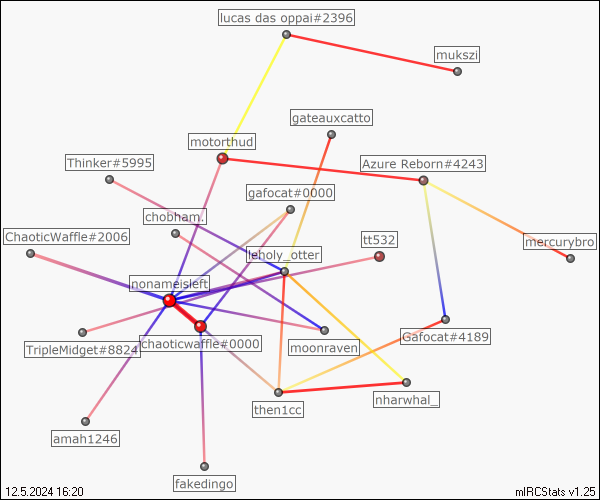 lucas das oppai#2396
mukszi
gateauxcatto
motorthud
Thinker#5995
Azure Reborn#4243
gafocat#0000
chobham.
ChaoticWaffle#2006
tt532
mercurybro
leholy_otter
nonameisleft
chaoticwaffle#0000
Gafocat#4189
TripleMidget#8824
moonraven
nharwhal_
then1cc
amah1246
fakedingo
12.5.2024 16:20
mIRCStats v1.25